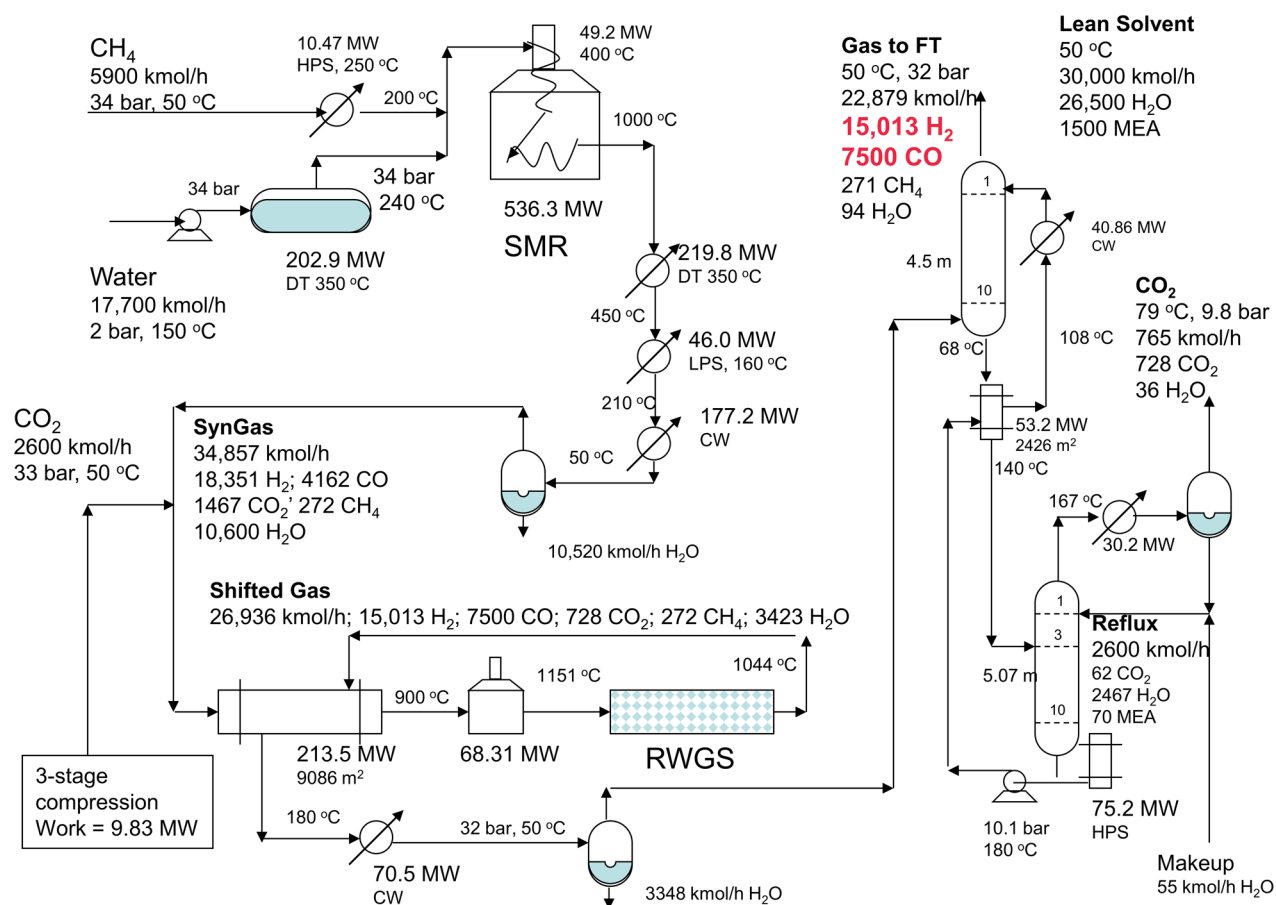 CH₄
5900 kmol/h
34 bar, 50 ºC
10.47 MW
HPS, 250 ºC
200 ºC
49.2 MW
400 ºC
1000 ºC
34 bar
34 bar
240 ºC
536.3 MW
SMR
202.9 MW
DT 350 ºC
Water
17,700 kmol/h
2 bar, 150 ºC
219.8 MW
DT 350 ºC
450 ºC
46.0 MW
LPS, 160 ºC
210 ºC
177.2 MW
CW
50 ºC
10,520 kmol/h H₂O
CO₂
2600 kmol/h
33 bar, 50 ºC
SynGas
34,857 kmol/h
18,351 H₂; 4162 CO
1467 CO₂’ 272 CH₄
10,600 H₂O
Shifted Gas
26,936 kmol/h; 15,013 H₂; 7500 CO; 728 CO₂; 272 CH₄; 3423 H₂O
900 ºC
1151 ºC
1044 ºC
213.5 MW
9086 m²
68.31 MW
RWGS
3-stage
compression
Work = 9.83 MW
180 ºC
70.5 MW
CW
32 bar, 50 ºC
3348 kmol/h H₂O
Gas to FT
50 ºC, 32 bar
22,879 kmol/h
15,013 H₂
7500 CO
271 CH₄
94 H₂O
Lean Solvent
50 ºC
30,000 kmol/h
26,500 H₂O
1500 MEA
1
4.5 m
10
40.86 MW
CW
68 ºC
108 ºC
53.2 MW
2426 m²
140 ºC
CO₂
79 ºC, 9.8 bar
765 kmol/h
728 CO₂
36 H₂O
167 ºC
30.2 MW
1
3
5.07 m
10
Reflux
2600 kmol/h
62 CO₂
2467 H₂O
70 MEA
75.2 MW
HPS
10.1 bar
180 ºC
Makeup
55 kmol/h H₂O